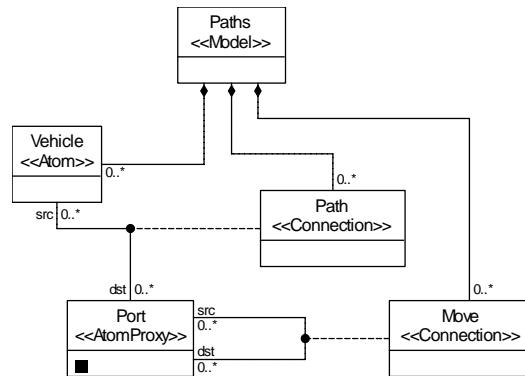 Paths
<<Model>>
Vehicle
<<Atom>>
0..*
0..*
src 0..*
Path
<<Connection>>
0..*
dst 0..*
Port
<<AtomProxy>>
src
0..*
dst
0..*
Move
<<Connection>>